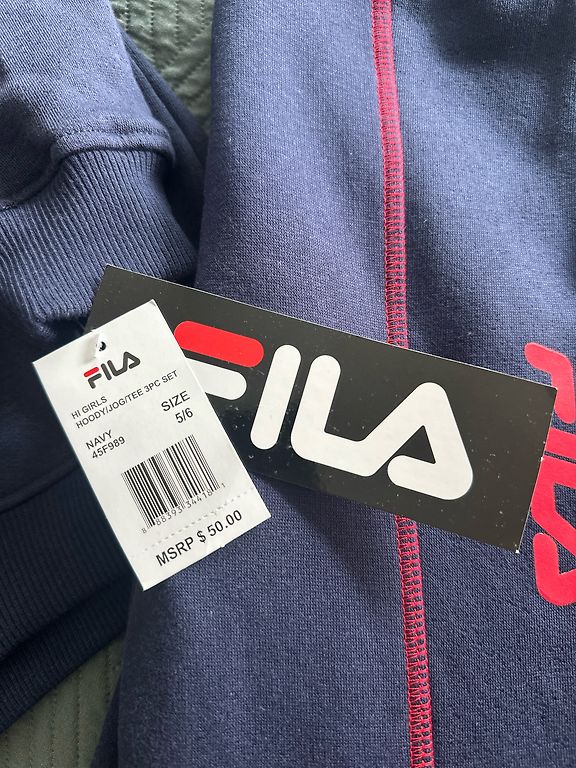 FILA
HI GIRLS
HOODY/JOG/TEE 3PC SET
SIZE
NAVY 5/6
45F989
MSRP $ 50.00
FILA